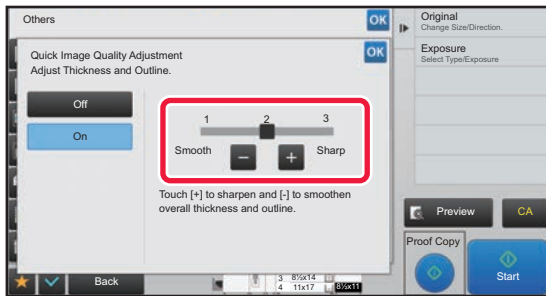 Others
OK
Original
Change Size/Direction.
Quick Image Quality Adjustment
Adjust Thickness and Outline.
OK
Exposure
Select Type/Exposure
Off
On
1 2 3
Smooth - + Sharp
Touch [+] to sharpen and [-] to smoothen
overall thickness and outline.
Preview
CA
Proof Copy
Start
Back
3 8½x14
4 11x17
8½x11